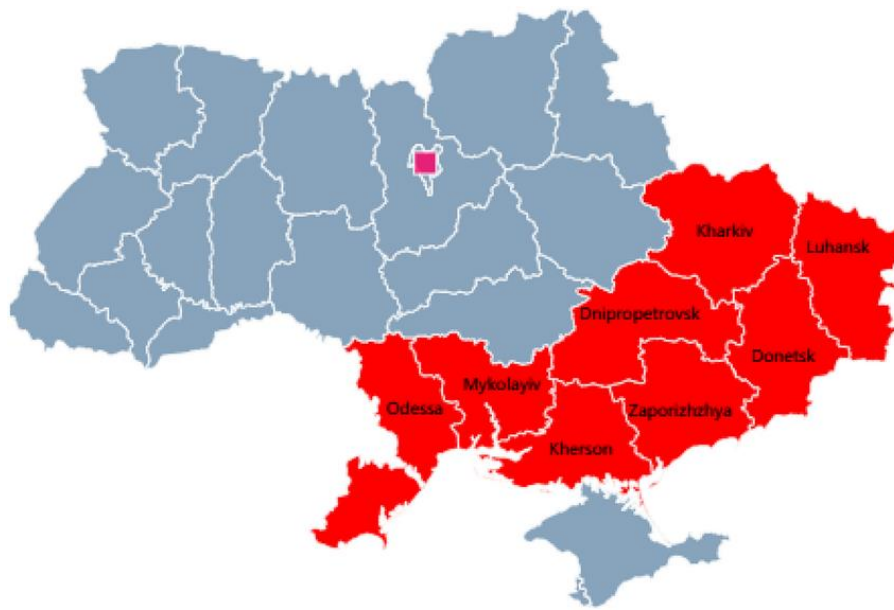 Kharkiv
Luhansk
Dnipropetrovsk
Donetsk
Mykolayiv
Odessa
Zaporizhzhya
Kherson